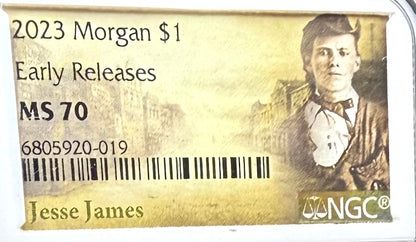 2023 Morgan $1
Early Releases
MS 70
6805920-019
Jesse James
NGC®